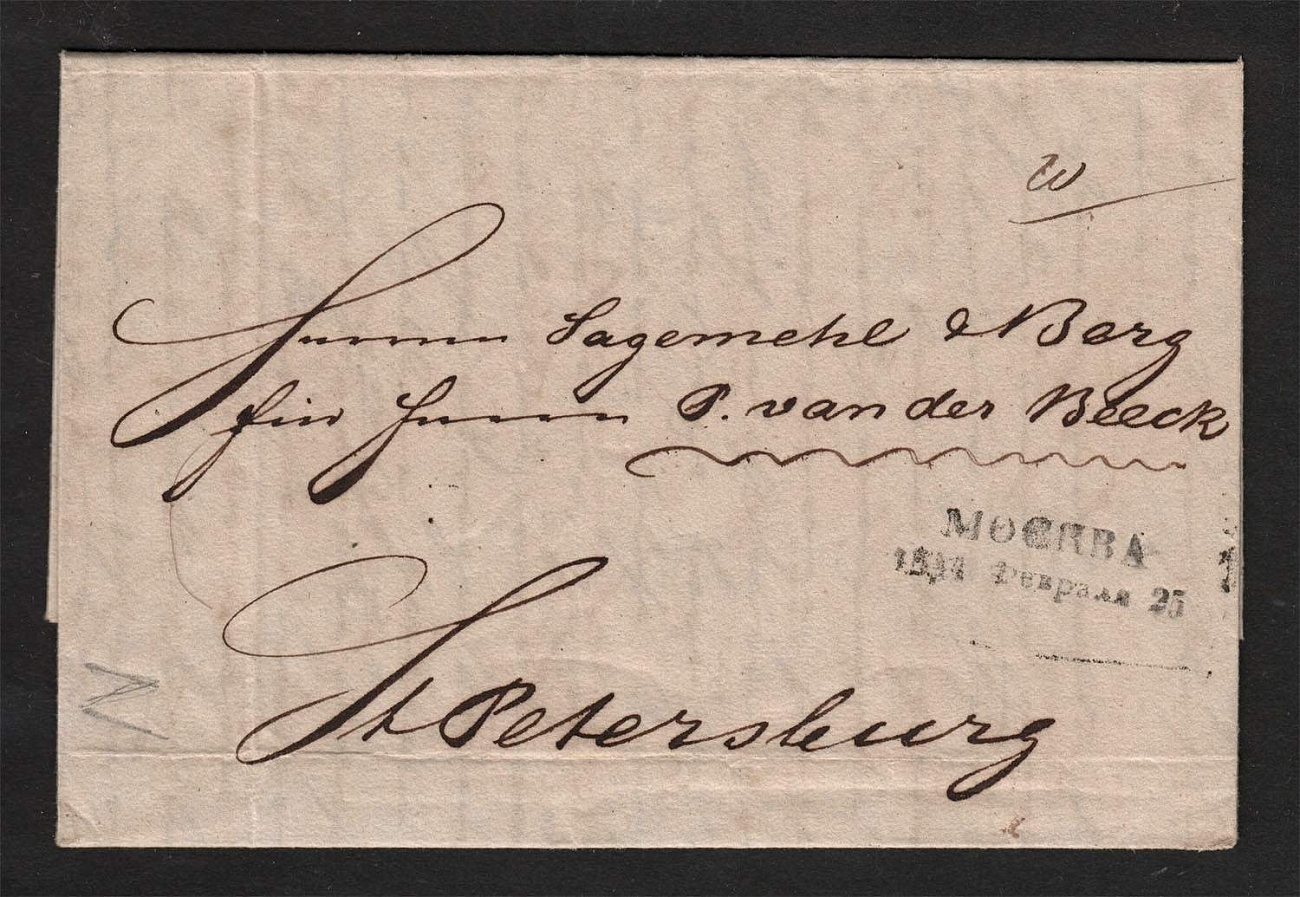 Herren Sagemehl & Berg
für Herrn P. van der Beeck
МОСКВА
Февраля 25
St Petersburg